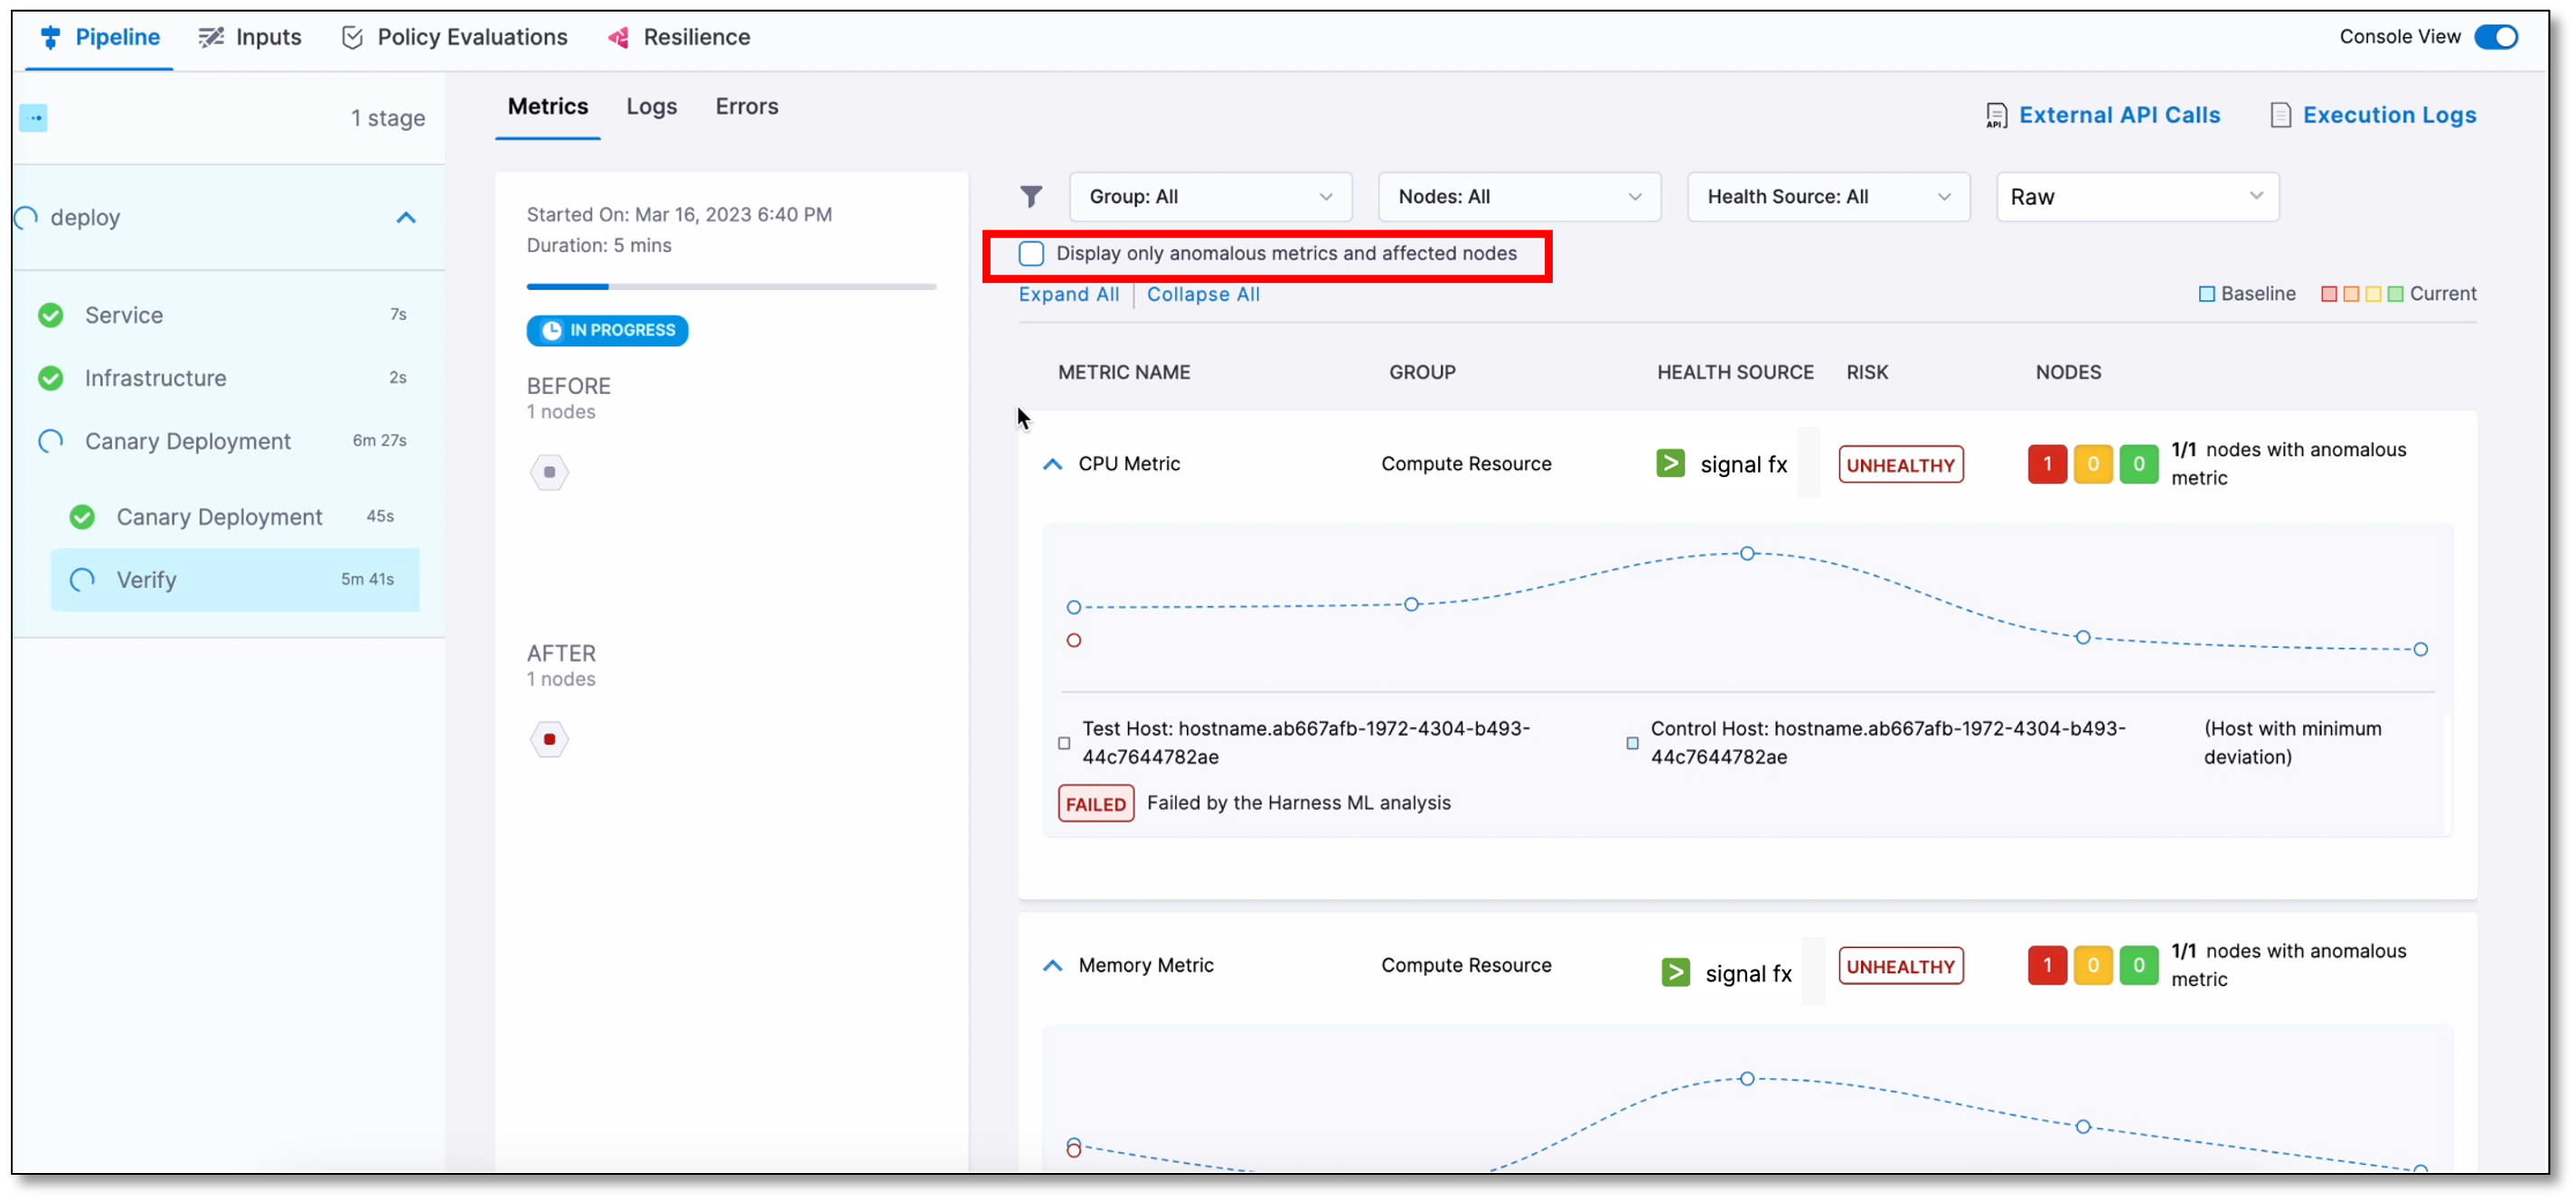 Pipeline
Inputs
Policy Evaluations
Resilience
Console View
1 stage
deploy
Service 7s
Infrastructure 2s
Canary Deployment 6m 27s
Canary Deployment 45s
Verify 5m 41s
Metrics
Logs
Errors
API
External API Calls
Execution Logs
Started On: Mar 16, 2023 6:40 PM
Duration: 5 mins
IN PROGRESS
BEFORE
1 nodes
AFTER
1 nodes
Group: All
Nodes: All
Health Source: All
Raw
Display only anomalous metrics and affected nodes
Expand All
Collapse All
Baseline
Current
METRIC NAME GROUP HEALTH SOURCE RISK NODES
CPU Metric Compute Resource > signal fx UNHEALTHY 1 0 0 1/1 nodes with anomalous
metric
Test Host: hostname.ab667afb-1972-4304-b493-
44c7644782ae
Control Host: hostname.ab667afb-1972-4304-b493-
44c7644782ae
(Host with minimum
deviation)
FAILED Failed by the Harness ML analysis
Memory Metric Compute Resource > signal fx UNHEALTHY 1 0 0 1/1 nodes with anomalous
metric